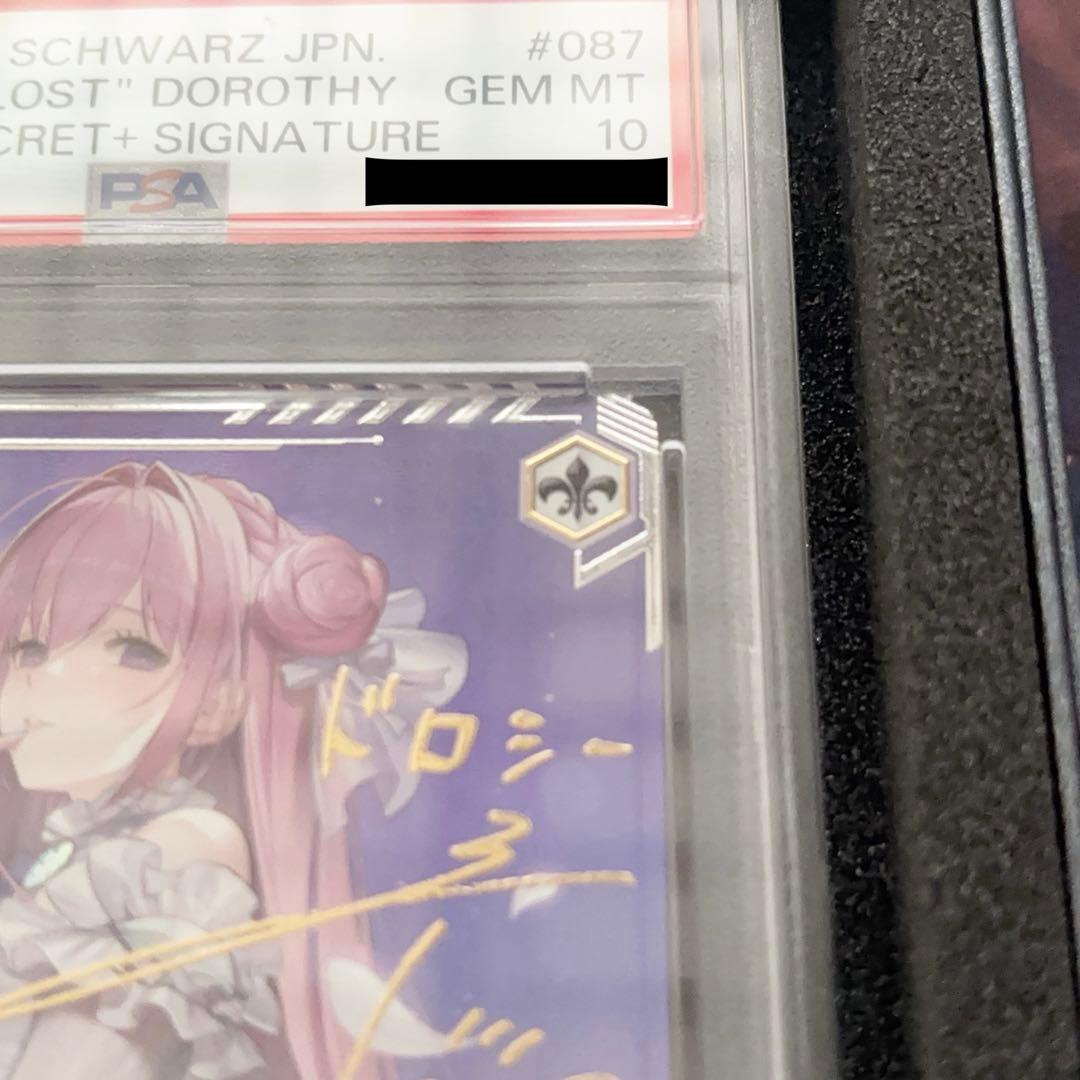 SCHWARZ JPN. #087
LOST" DOROTHY GEM MT
CRET+ SIGNATURE 10
PSA
ドロシー